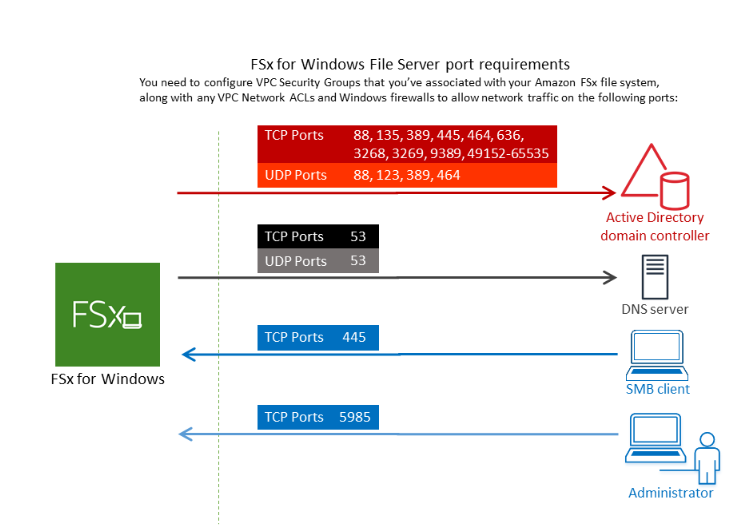 FSx for Windows File Server port requirements
You need to configure VPC Security Groups that you've associated with your Amazon FSx file system,
along with any VPC Network ACLs and Windows firewalls to allow network traffic on the following ports:
TCP Ports 88, 135, 389, 445, 464, 636,
3268, 3269, 9389, 49152-65535
UDP Ports 88, 123, 389, 464
Active Directory
domain controller
TCP Ports 53
UDP Ports 53
DNS server
FSx
FSx for Windows
TCP Ports 445
SMB client
TCP Ports 5985
Administrator